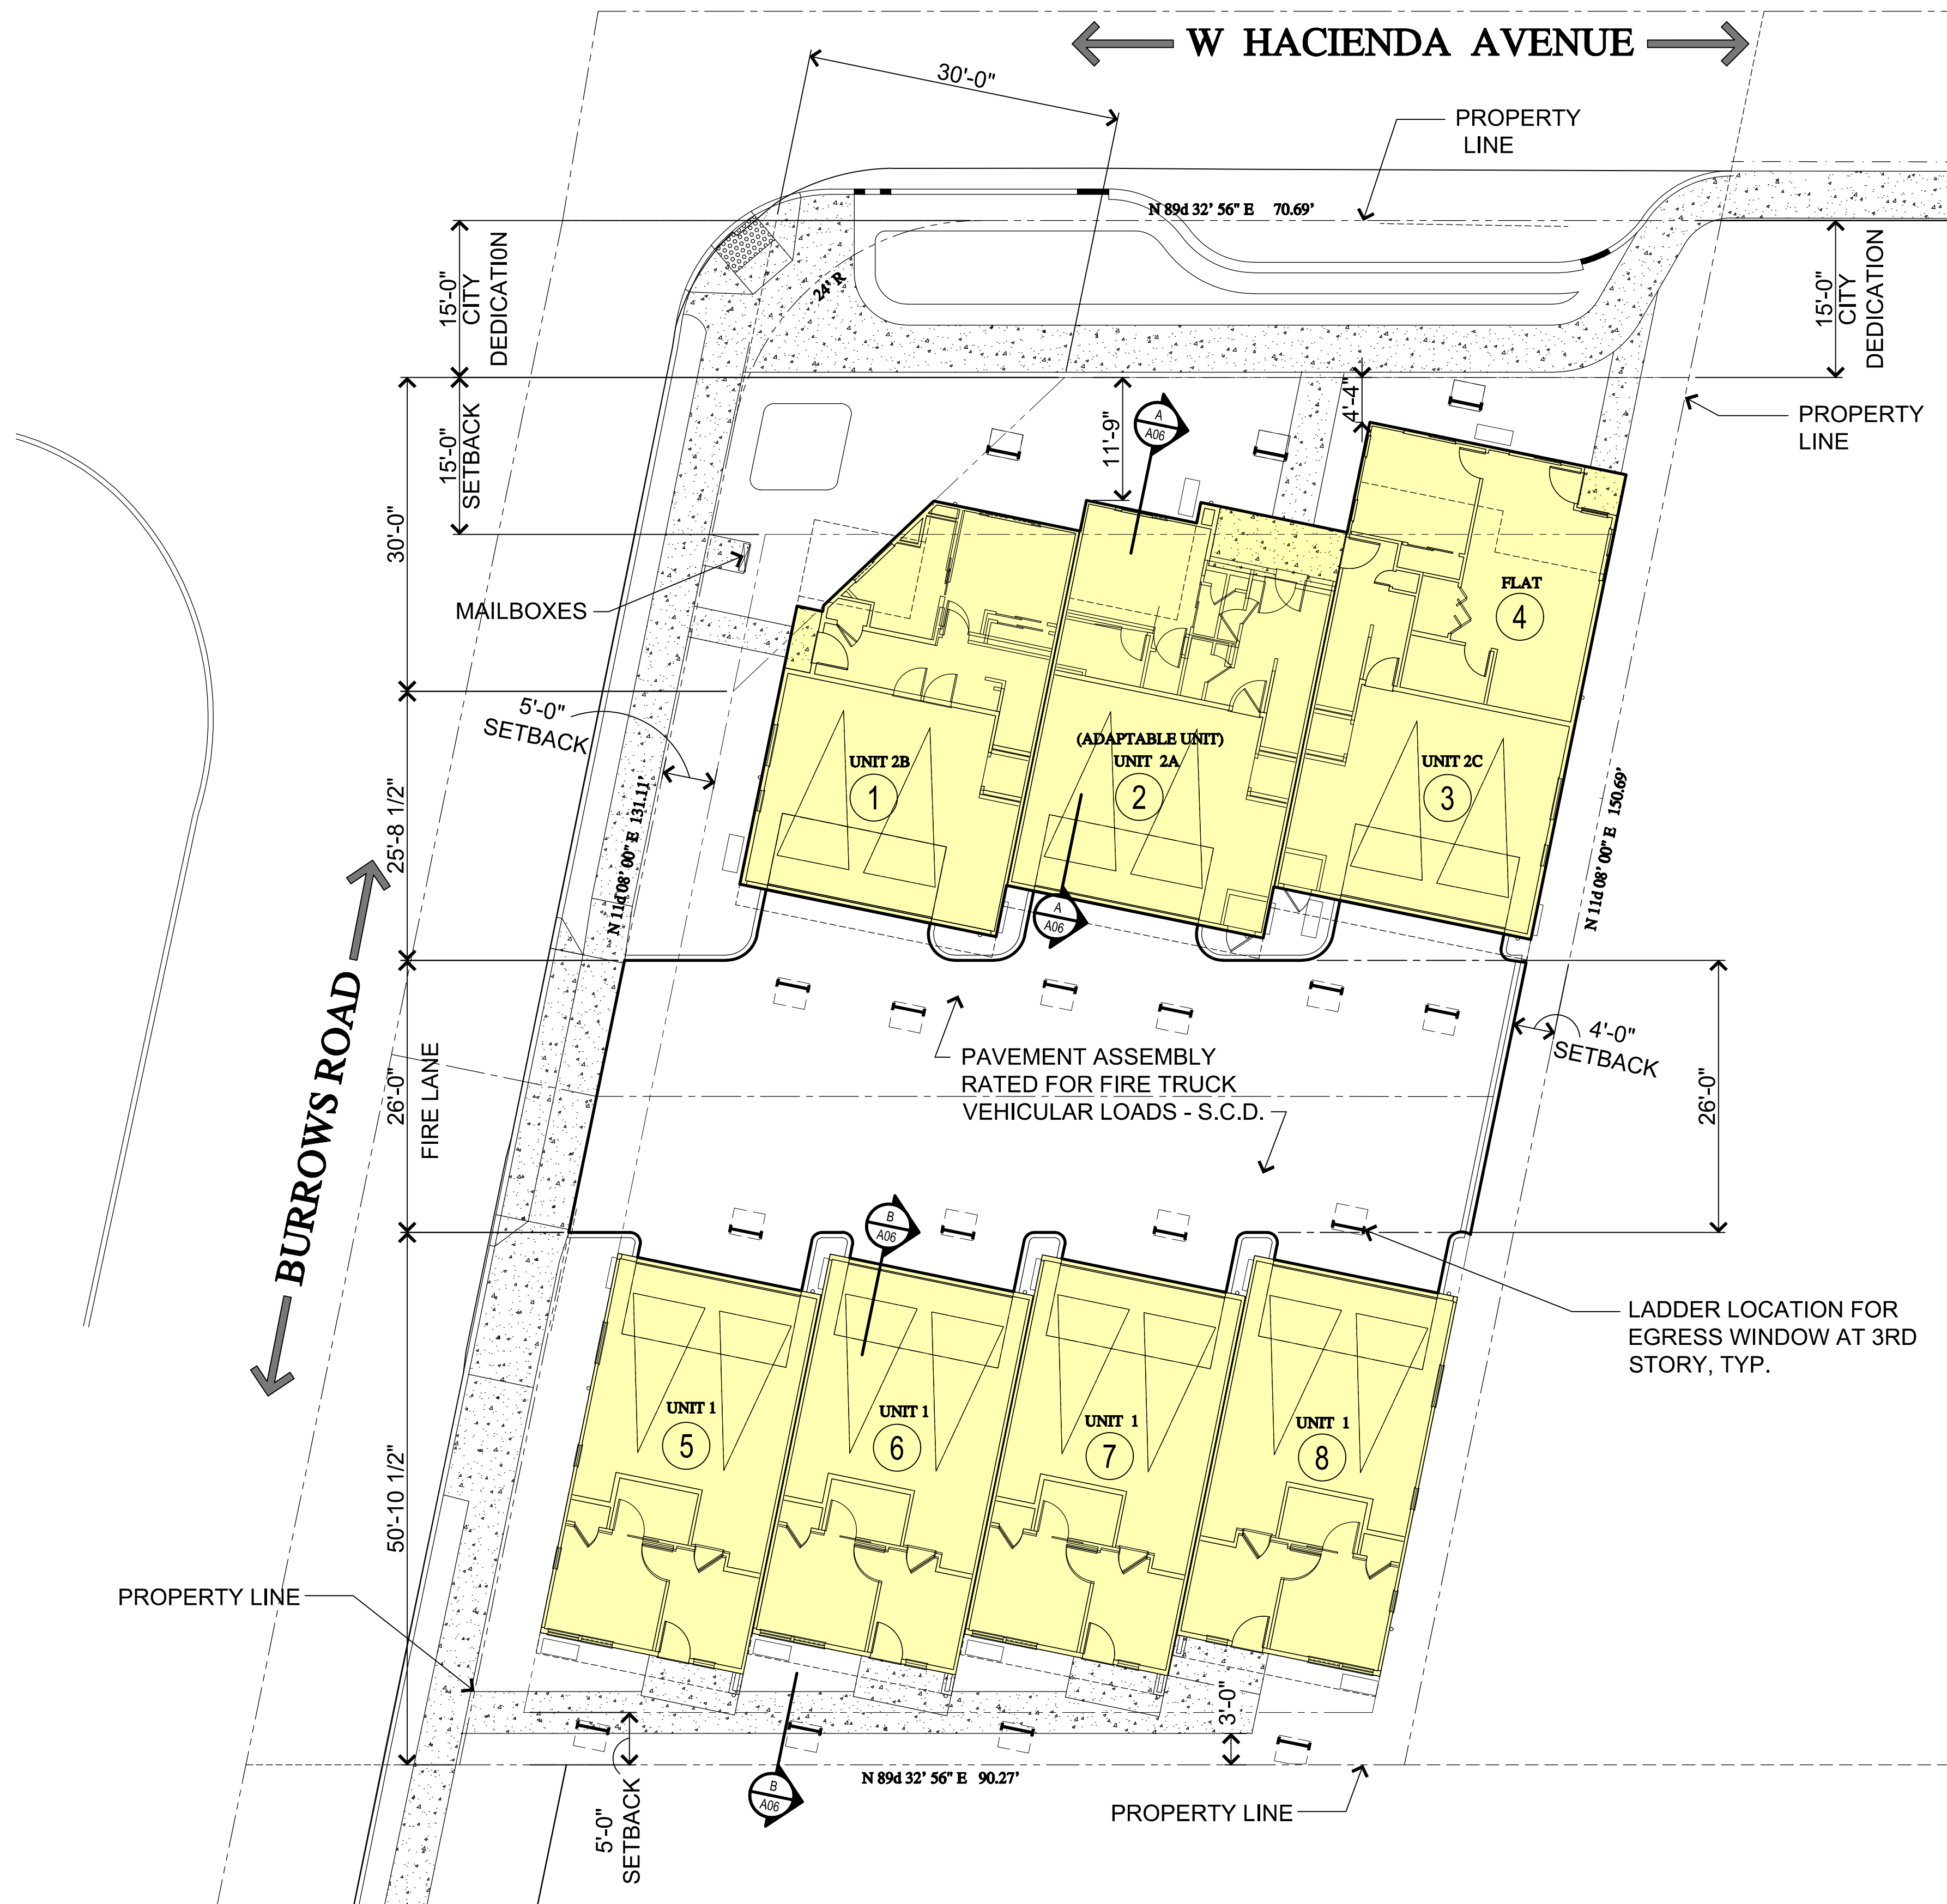 W HACIENDA AVENUE
30'-0"
PROPERTY
LINE
N 89d 32' 56" E 70.69'
24' R
15'-0"
CITY
DEDICATION
15'-0"
CITY
DEDICATION
15'-0"
SETBACK
30'-0"
11'-9"
4'-4"
A
A06
PROPERTY
LINE
MAILBOXES
FLAT
4
5'-0"
SETBACK
N 11d 08' 00" E 131.11'
25'-8 1/2"
UNIT 2B
1
(ADAPTABLE UNIT)
UNIT 2A
2
UNIT 2C
3
N 11d 08' 00" E 150.69'
A
A06
BURROWS ROAD
26'-0"
FIRE LANE
PAVEMENT ASSEMBLY
RATED FOR FIRE TRUCK
VEHICULAR LOADS - S.C.D.
4'-0"
SETBACK
26'-0"
B
A06
LADDER LOCATION FOR
EGRESS WINDOW AT 3RD
STORY, TYP.
50'-10 1/2"
UNIT 1
5
UNIT 1
6
UNIT 1
7
UNIT 1
8
PROPERTY LINE
3'-0"
5'-0"
SETBACK
B
A06
N 89d 32' 56" E 90.27'
PROPERTY LINE